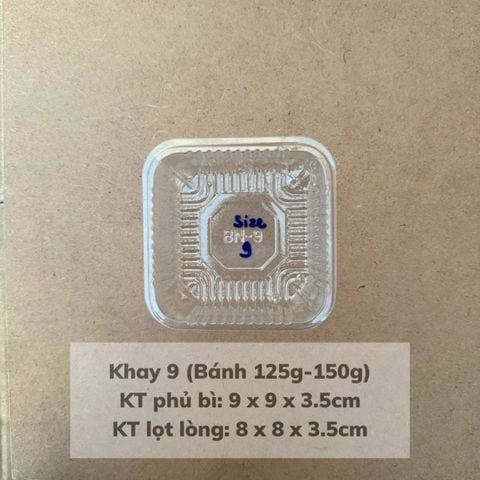 Size
BN-9
9
Khay 9 (Bánh 125g-150g)
KT phủ bì: 9 x 9 x 3.5cm
KT lọt lòng: 8 x 8 x 3.5cm